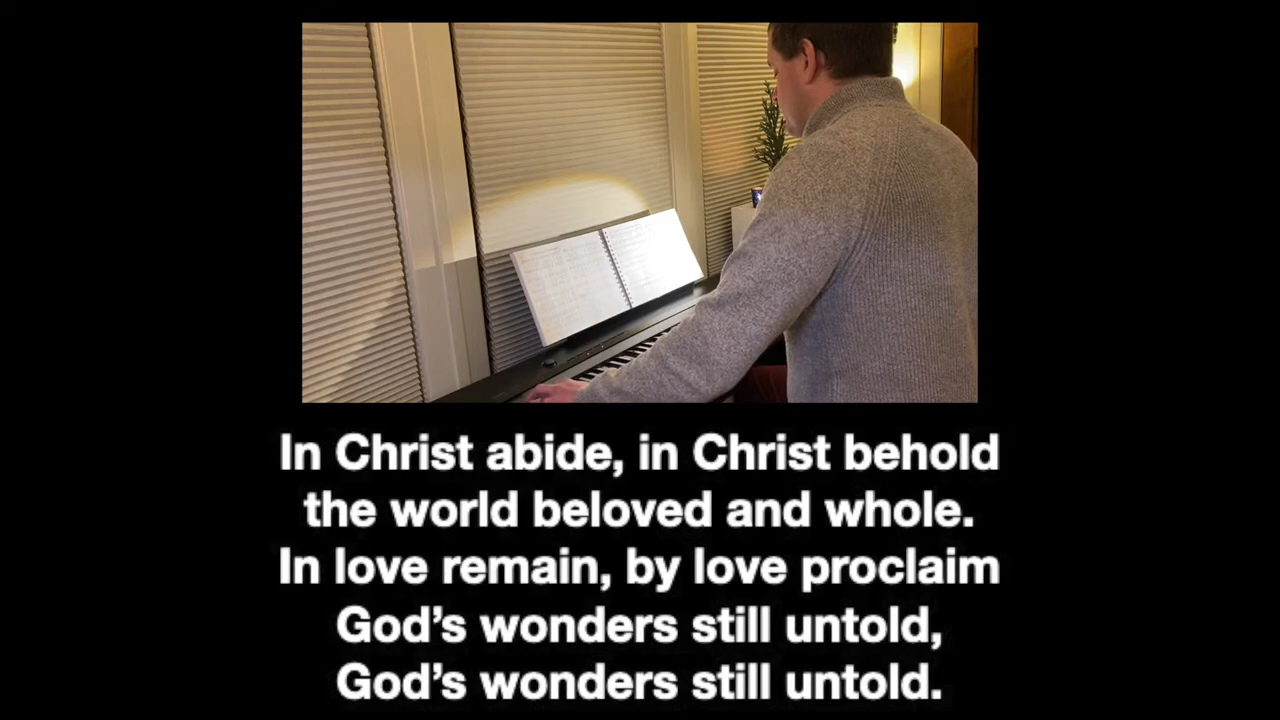 In Christ abide, in Christ behold
the world beloved and whole.
In love remain, by love proclaim
God’s wonders still untold,
God’s wonders still untold.